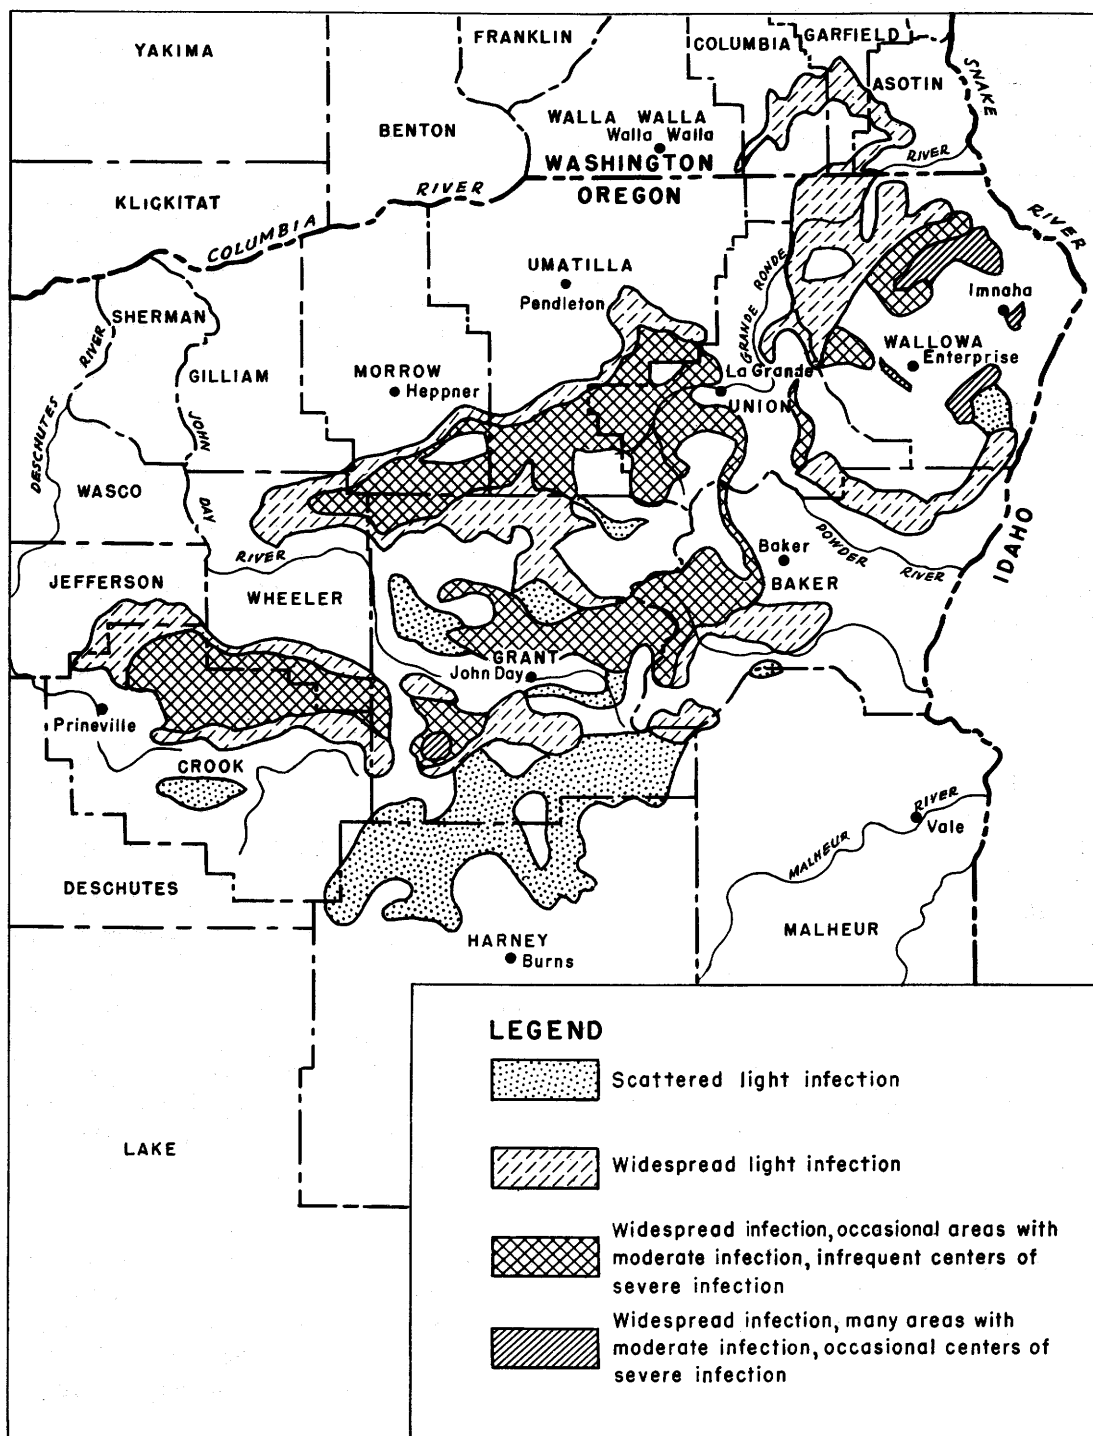 YAKIMA
FRANKLIN
COLUMBIA
GARFIELD
ASOTIN
SNAKE
BENTON
WALLA WALLA
Walla Walla
WASHINGTON
OREGON
RIVER
KLICKITAT
COLUMBIA
RIVER
RIVER
UMATILLA
Pendleton
GRANDE RONDE
Imnaha
SHERMAN
RIVER
DESCHUTES
GILLIAM
JOHN
DAY
RIVER
MORROW
Heppner
La Grande
UNION
WALLOWA
Enterprise
WASCO
JEFFERSON
WHEELER
Baker
BAKER
POWDER
RIVER
IDAHO
GRANT
John Day
Prineville
CROOK
DESCHUTES
RIVER
MALHEUR
Vale
MALHEUR
HARNEY
Burns
LAKE
LEGEND
Scattered light infection
Widespread light infection
Widespread infection, occasional areas with
moderate infection, infrequent centers of
severe infection
Widespread infection, many areas with
moderate infection, occasional centers of
severe infection